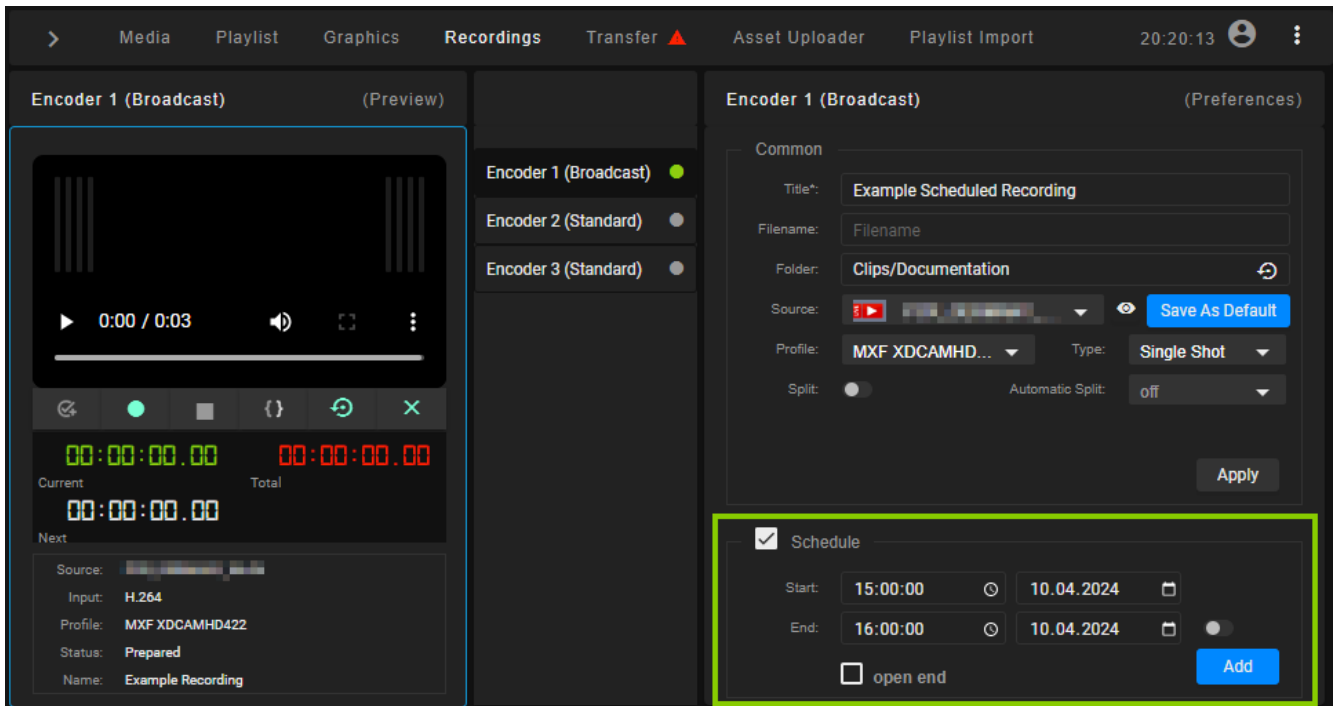 Media Playlist Graphics Recordings Transfer Asset Uploader Playlist Import 20:20:13
Encoder 1 (Broadcast) (Preview)
0:00 / 0:03
{}
00:00:00.00 00:00:00.00
Current Total
00:00:00.00
Next
Source:
Input: H.264
Profile: MXF XDCAMHD422
Status: Prepared
Name: Example Recording
Encoder 1 (Broadcast)
Encoder 2 (Standard)
Encoder 3 (Standard)
Encoder 1 (Broadcast) (Preferences)
Common
Title*: Example Scheduled Recording
Filename: Filename
Folder: Clips/Documentation
Source: Save As Default
Profile: MXF XDCAMHD... Type: Single Shot
Split: Automatic Split: off
Apply
Schedule
Start: 15:00:00 10.04.2024
End: 16:00:00 10.04.2024
open end Add